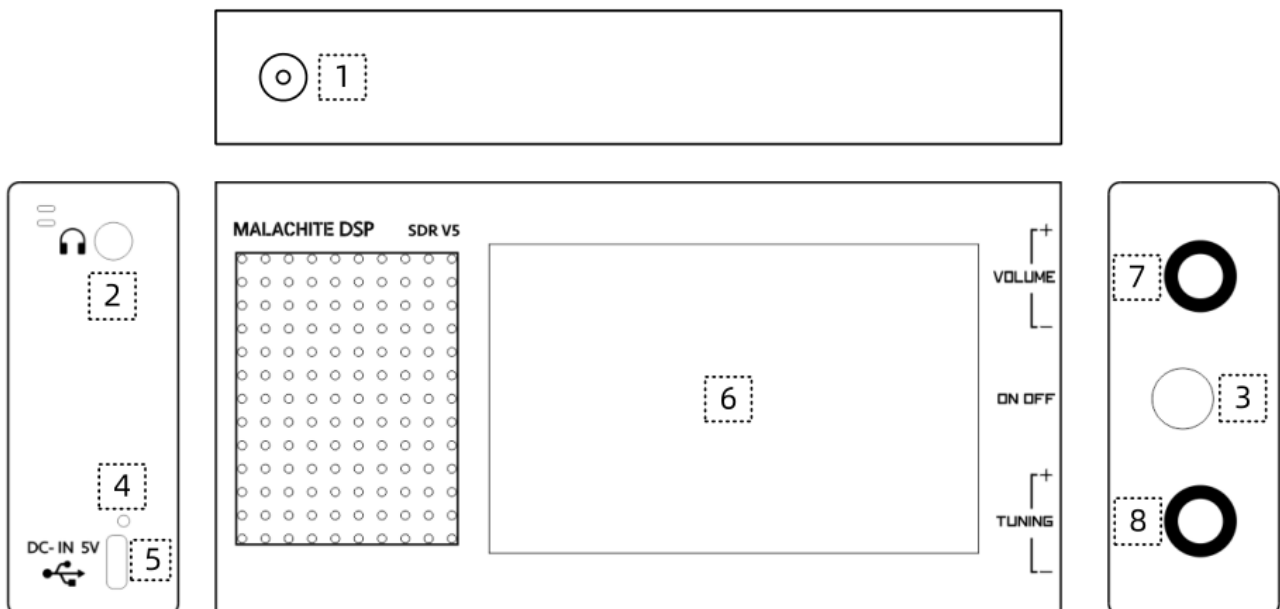 1
MALACHITE DSP SDR V5
2
4
DC- IN 5V
5
6
+
VOLUME
–
ON OFF
+
TUNING
–
7
3
8